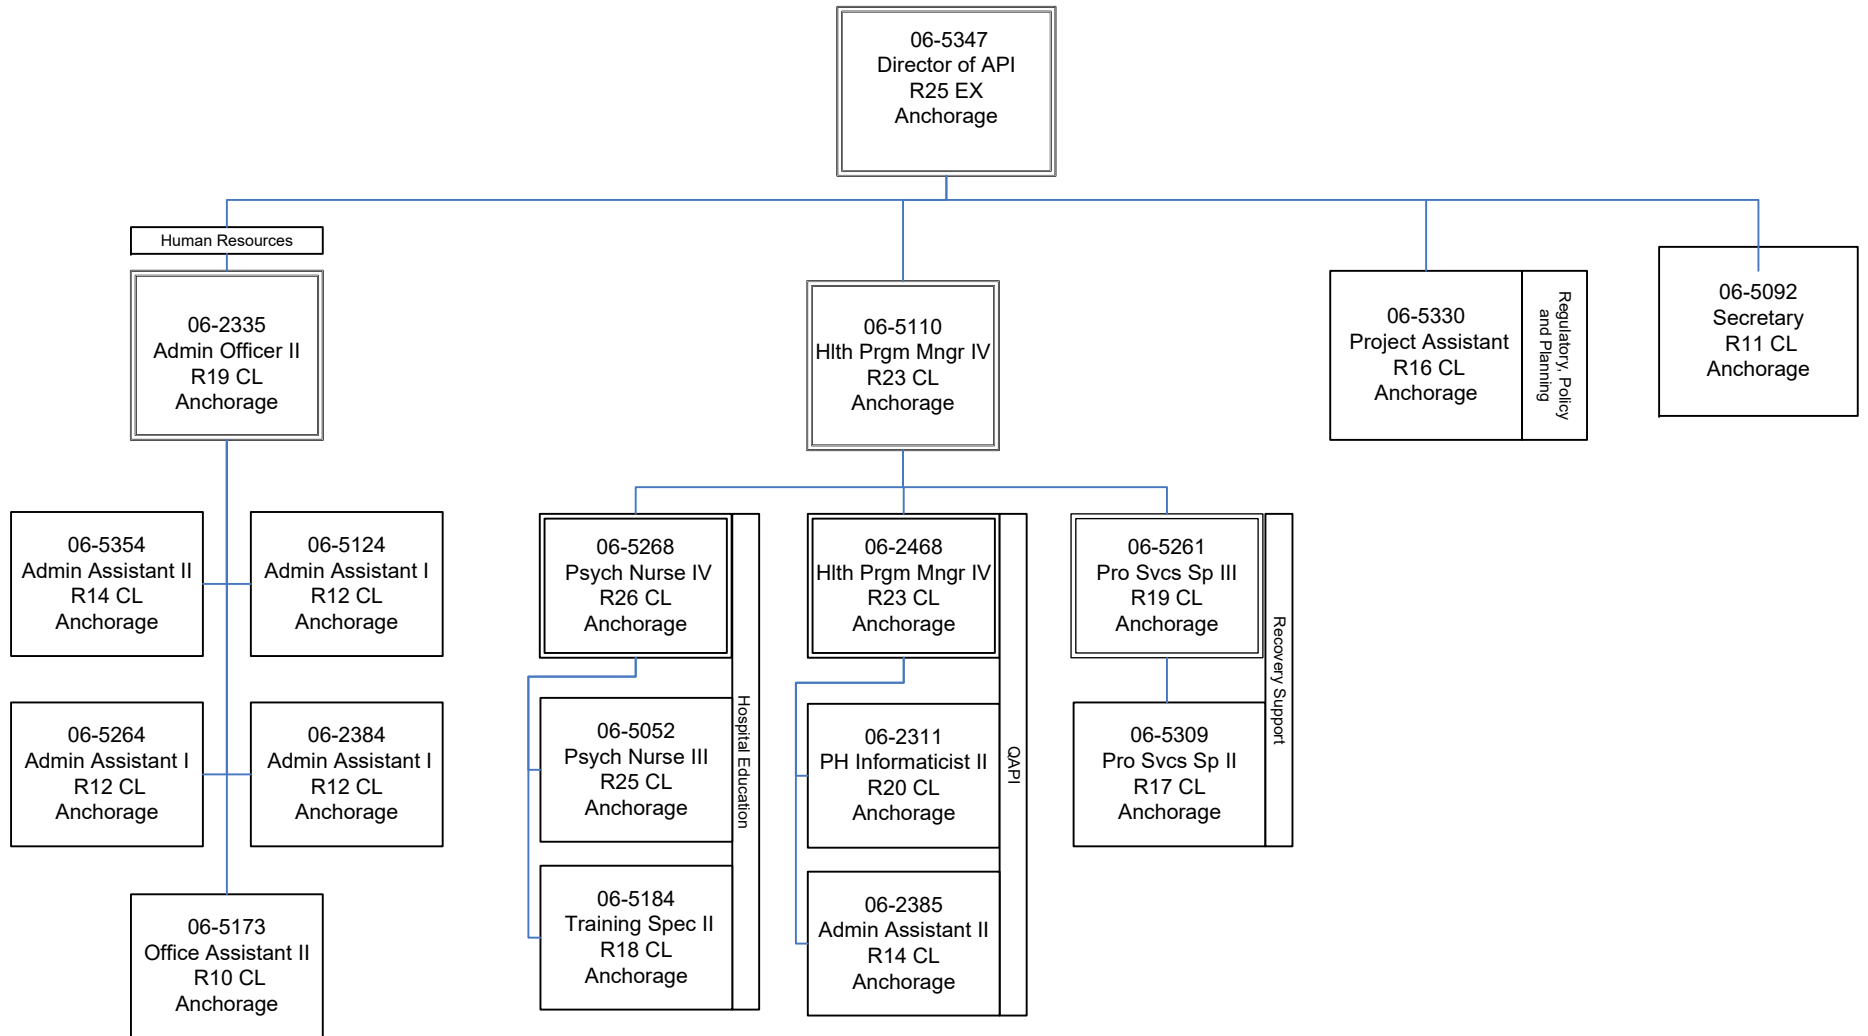 06-5347
Director of API
R25 EX
Anchorage
Human Resources
06-2335
Admin Officer II
R19 CL
Anchorage
06-5110
Hlth Prgm Mngr IV
R23 CL
Anchorage
06-5330
Project Assistant
R16 CL
Anchorage
Regulatory, Policy
and Planning
06-5092
Secretary
R11 CL
Anchorage
06-5354
Admin Assistant II
R14 CL
Anchorage
06-5124
Admin Assistant I
R12 CL
Anchorage
06-5264
Admin Assistant I
R12 CL
Anchorage
06-2384
Admin Assistant I
R12 CL
Anchorage
06-5173
Office Assistant II
R10 CL
Anchorage
06-5268
Psych Nurse IV
R26 CL
Anchorage
06-5052
Psych Nurse III
R25 CL
Anchorage
06-5184
Training Spec II
R18 CL
Anchorage
Hospital Education
06-2468
Hlth Prgm Mngr IV
R23 CL
Anchorage
06-2311
PH Informaticist II
R20 CL
Anchorage
06-2385
Admin Assistant II
R14 CL
Anchorage
QAPI
06-5261
Pro Svcs Sp III
R19 CL
Anchorage
06-5309
Pro Svcs Sp II
R17 CL
Anchorage
Recovery Support